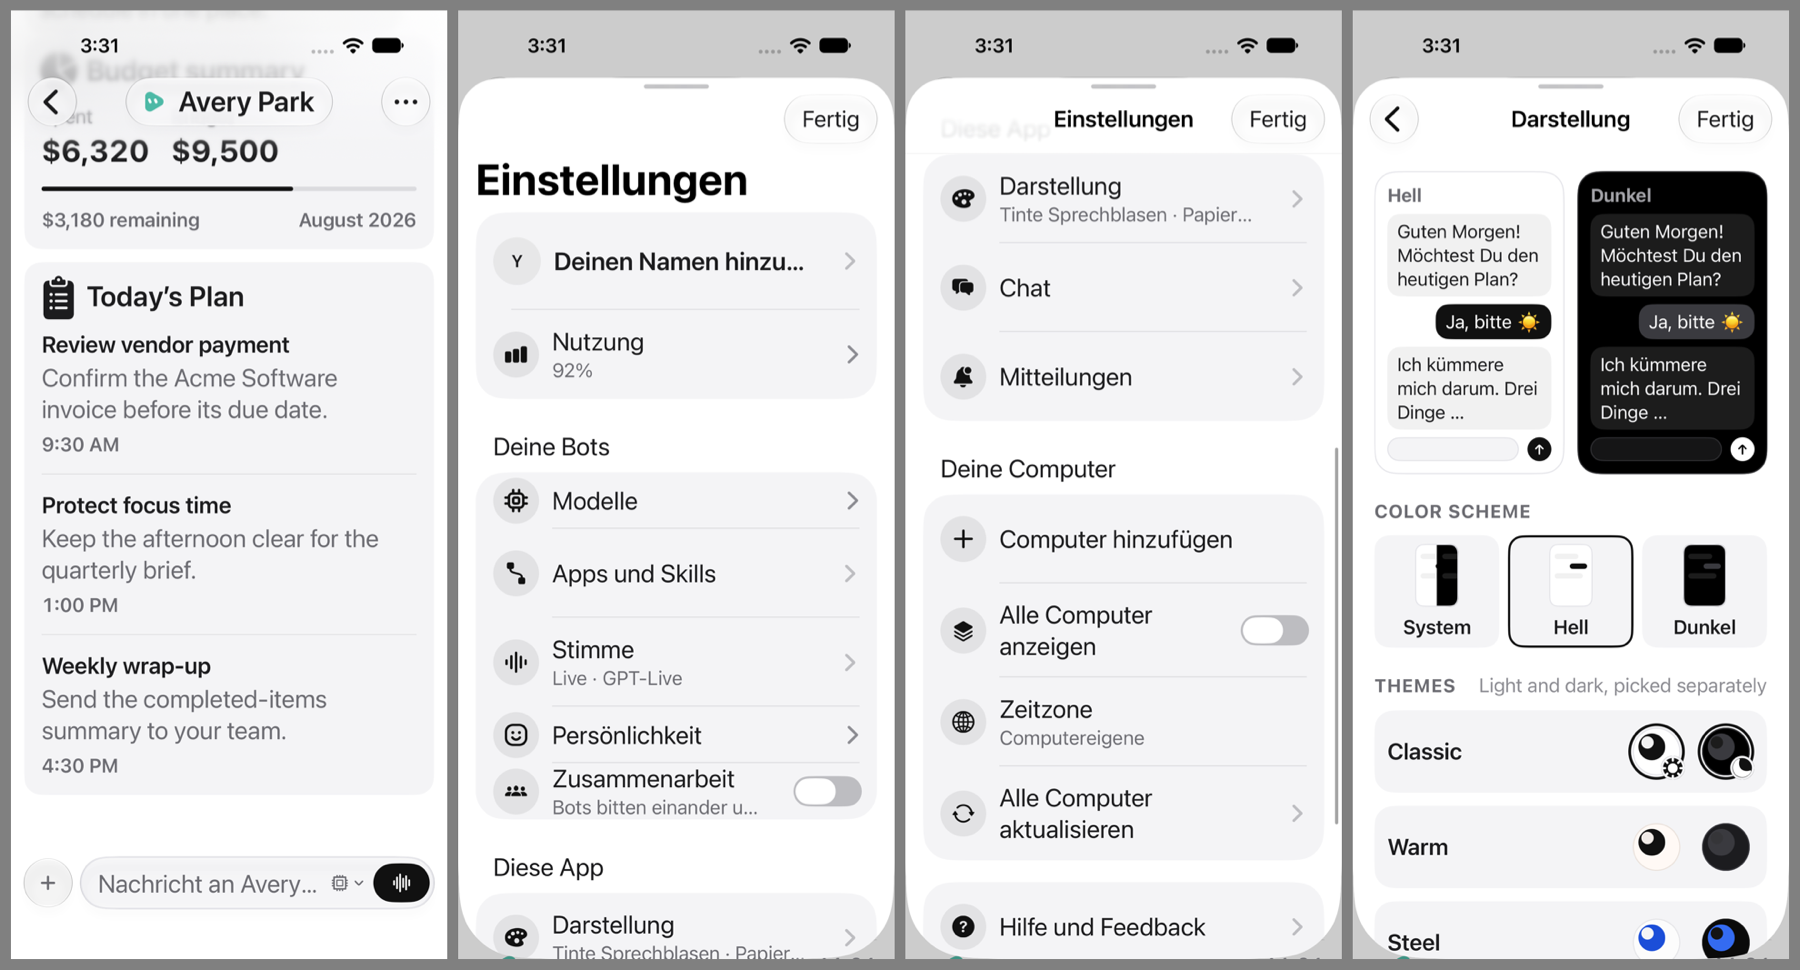 3:31
Budget summary
Avery Park
$6,320 $9,500
$3,180 remaining August 2026
Today's Plan
Review vendor payment
Confirm the Acme Software
invoice before its due date.
9:30 AM
Protect focus time
Keep the afternoon clear for the
quarterly brief.
1:00 PM
Weekly wrap-up
Send the completed-items
summary to your team.
4:30 PM
Nachricht an Avery...
3:31
Fertig
Einstellungen
Y
Deinen Namen hinzu...
Nutzung
92%
Deine Bots
Modelle
Apps und Skills
Stimme
Live · GPT-Live
Persönlichkeit
Zusammenarbeit
Bots bitten einander u...
Diese App
Darstellung
Tinte Sprechblasen · Papier...
3:31
Diese App
Einstellungen
Fertig
Darstellung
Tinte Sprechblasen · Papier...
Chat
Mitteilungen
Deine Computer
Computer hinzufügen
Alle Computer
anzeigen
Zeitzone
Computereigene
Alle Computer
aktualisieren
Hilfe und Feedback
3:31
Darstellung
Fertig
Hell
Guten Morgen!
Möchtest Du den
heutigen Plan?
Ja, bitte ☀️
Ich kümmere
mich darum. Drei
Dinge ...
Dunkel
Guten Morgen!
Möchtest Du den
heutigen Plan?
Ja, bitte ☀️
Ich kümmere
mich darum. Drei
Dinge ...
COLOR SCHEME
System
Hell
Dunkel
THEMES Light and dark, picked separately
Classic
Warm
Steel